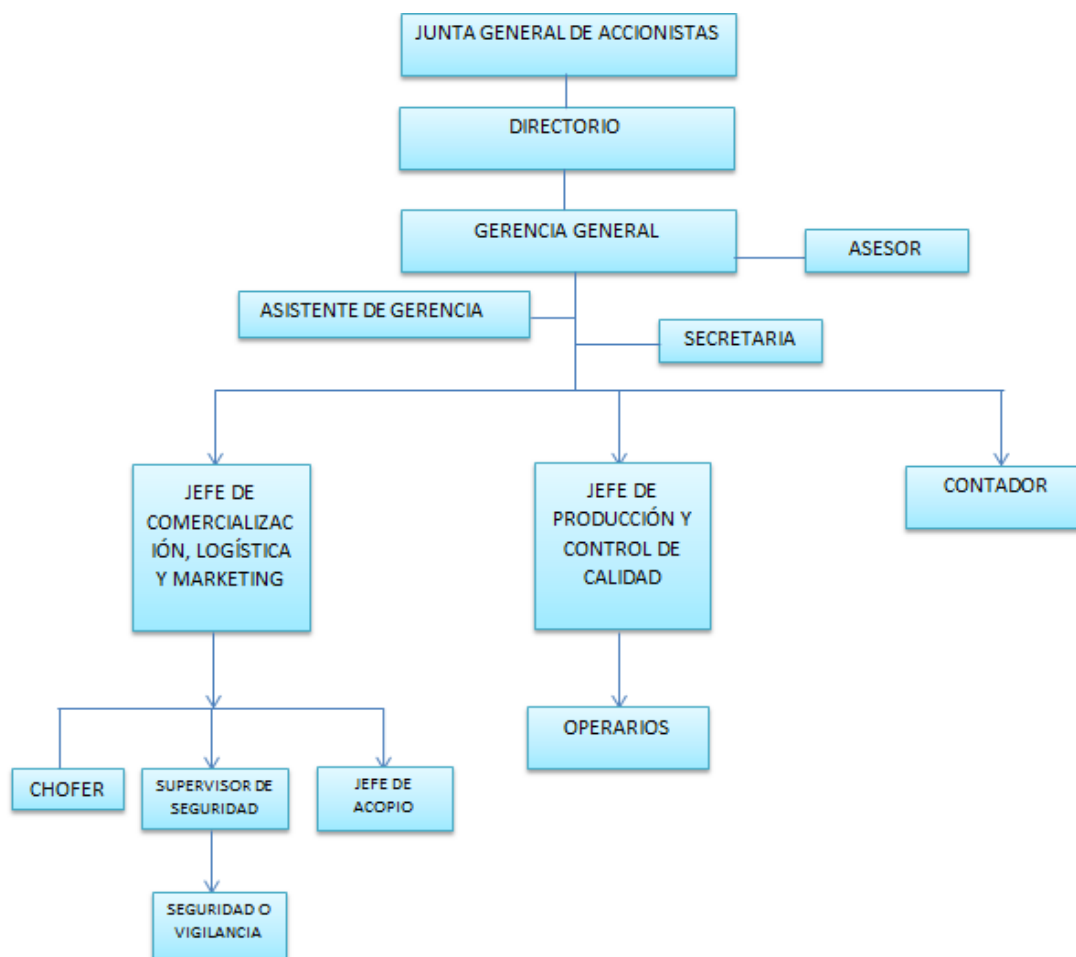 JUNTA GENERAL DE ACCIONISTAS
DIRECTORIO
GERENCIA GENERAL
ASESOR
ASISTENTE DE GERENCIA
SECRETARIA
JEFE DE
COMERCIALIZAC
IÓN, LOGÍSTICA
Y MARKETING
JEFE DE
PRODUCCIÓN Y
CONTROL DE
CALIDAD
CONTADOR
OPERARIOS
CHOFER
SUPERVISOR DE
SEGURIDAD
JEFE DE
ACOPIO
SEGURIDAD O
VIGILANCIA